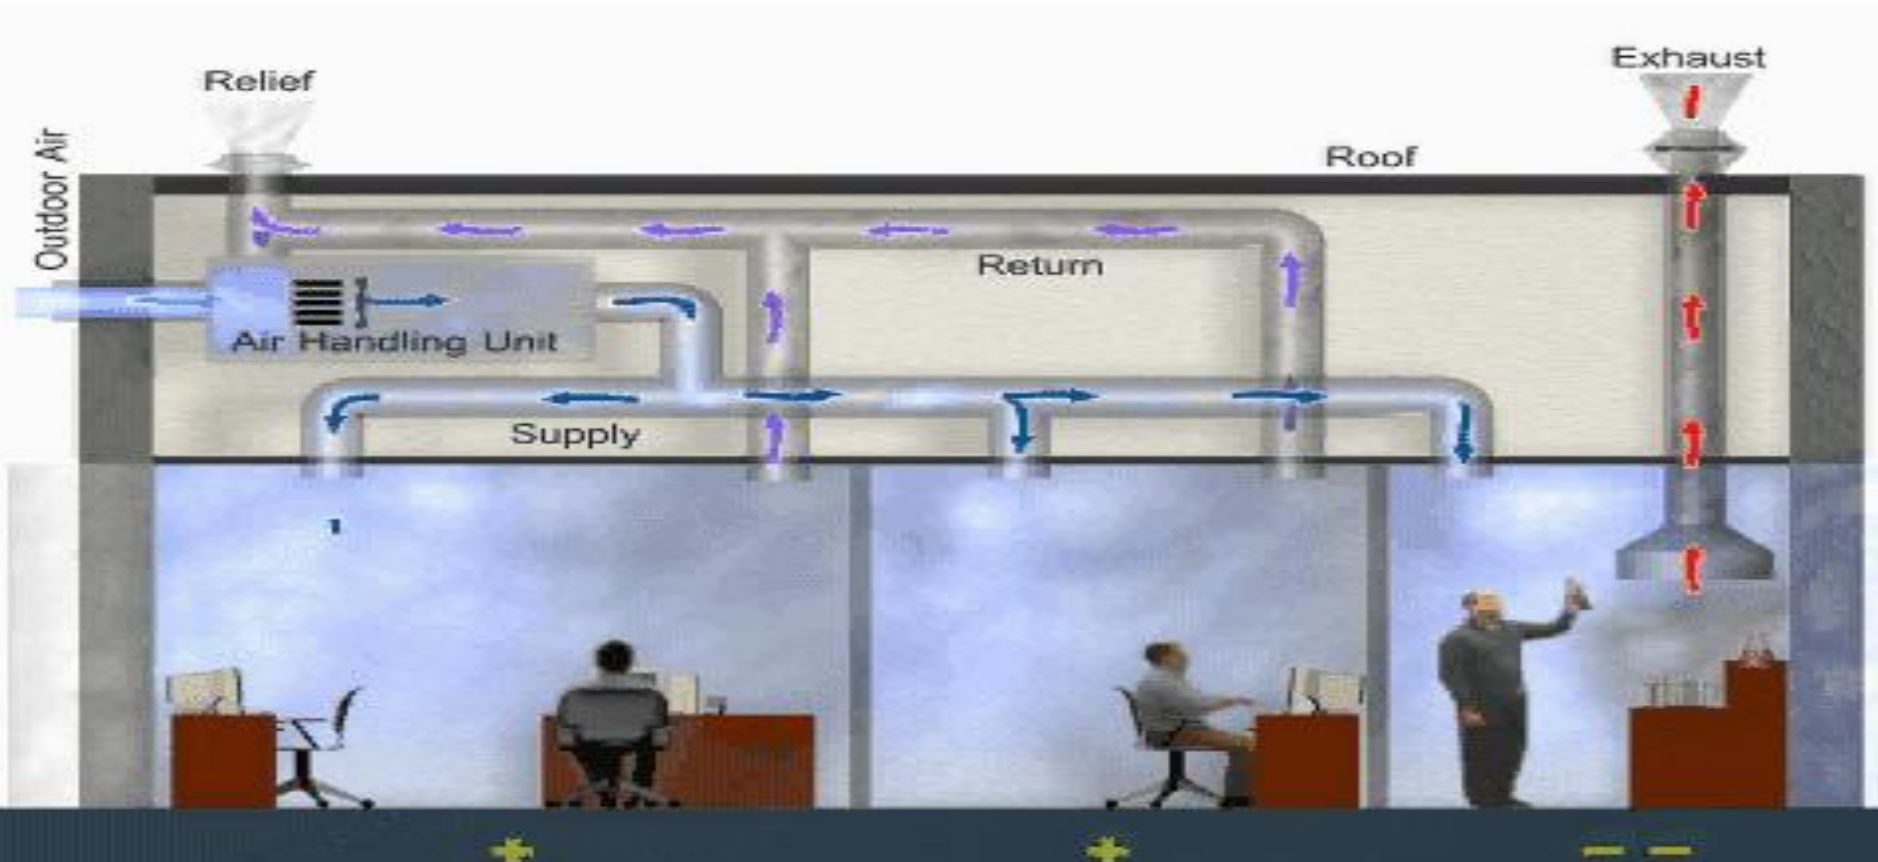 Relief
Exhaust
Outdoor Air
Roof
Return
Air Handling Unit
Supply
+ + − −